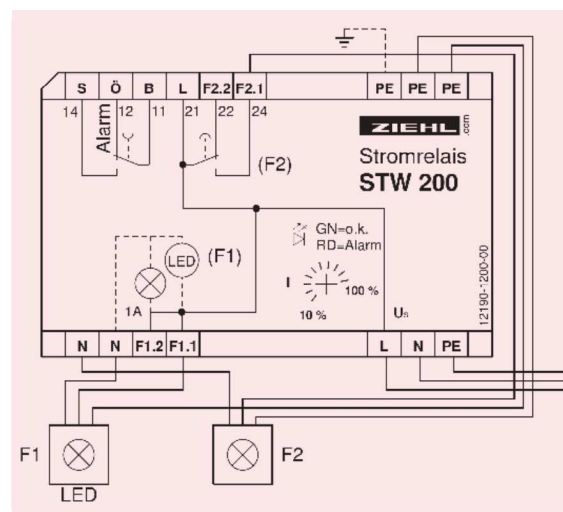 S Ö B L F2.2 F2.1 PE PE PE
14 12 11 21 22 24
Alarm
ZIEHL .com
(F2)
Stromrelais
STW 200
LED (F1)
GN=o.k.
RD=Alarm
I
100 %
10 %
1A
Us
12190-1200-00
N N F1.2 F1.1 L N PE
F1
F2
LED